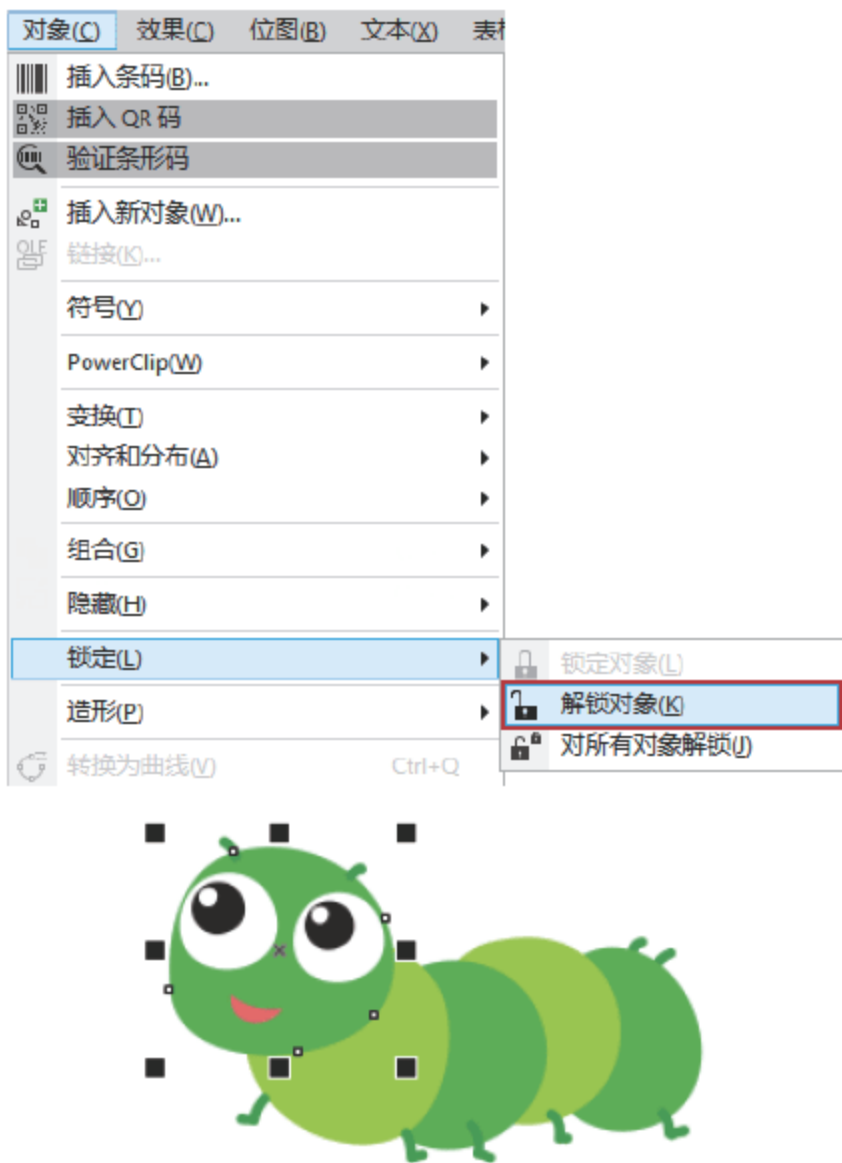 对象(C) 效果(C) 位图(B) 文本(X)
插入条码(B)...
插入 QR 码
验证条形码
插入新对象(W)...
链接(K)...
符号(Y)
PowerClip(W)
变换(T)
对齐和分布(A)
顺序(O)
组合(G)
隐藏(H)
锁定(L)
锁定对象(L)
解锁对象(K)
对所有对象解锁(J)
造形(P)
转换为曲线(V) Ctrl+Q